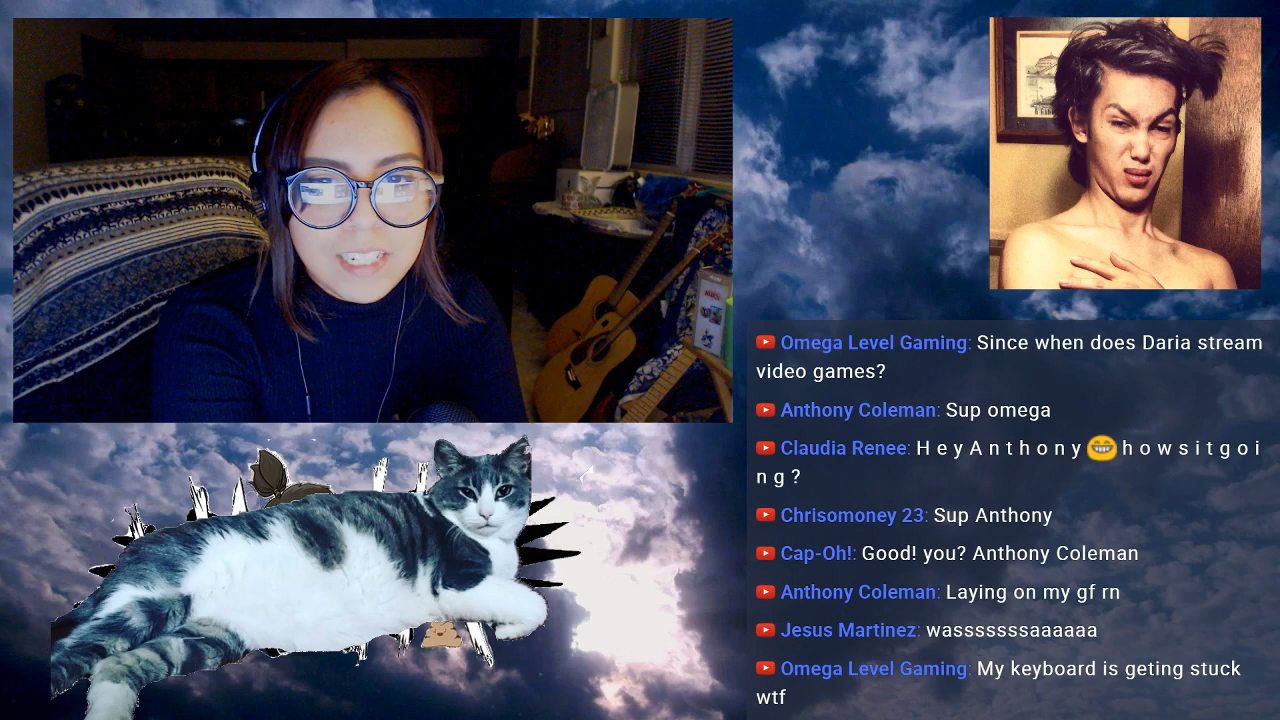 Omega Level Gaming: Since when does Daria stream
video games?
Anthony Coleman: Sup omega
Claudia Renee: H e y A n t h o n y 😁 h o w s i t g o i
n g ?
Chrisomoney 23: Sup Anthony
Cap-Oh!: Good! you? Anthony Coleman
Anthony Coleman: Laying on my gf rn
Jesus Martinez: wasssssssaaaaaa
Omega Level Gaming: My keyboard is geting stuck
wtf